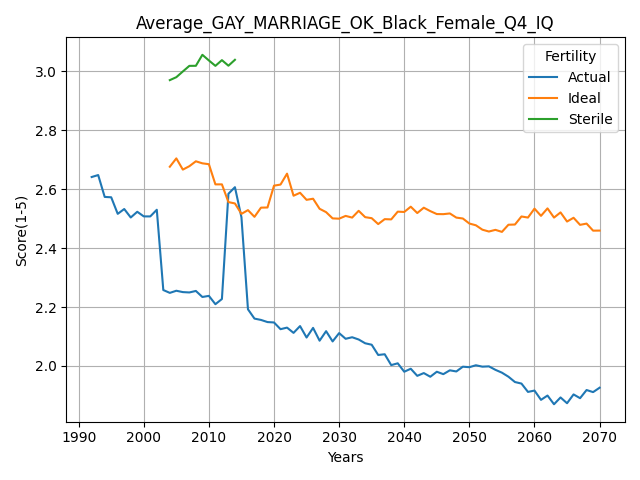 Average_GAY_MARRIAGE_OK_Black_Female_Q4_IQ
Score(1-5)
3.0
2.8
2.6
2.4
2.2
2.0
Fertility
Actual
Ideal
Sterile
1990 2000 2010 2020 2030 2040 2050 2060 2070
Years